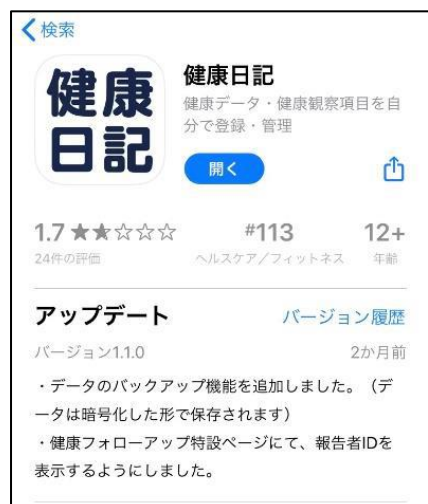 検索
健康
日記
健康日記
健康データ・健康観察項目を自
分で登録・管理
開く
1.7
#113
12+
24件の評価
ヘルスケア/フィットネス
年齢
アップデート
バージョン履歴
バージョン1.1.0
2か月前
・データのバックアップ機能を追加しました。（デ
ータは暗号化した形で保存されます）
・健康フォローアップ特設ページにて、報告者IDを
表示するようにしました。